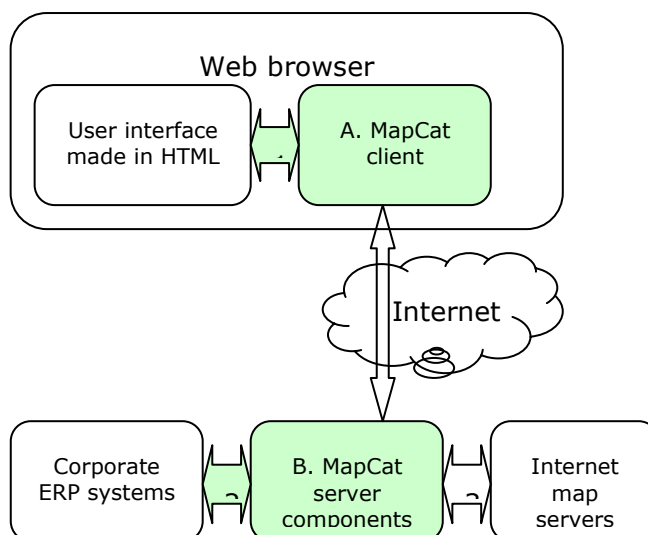 Web browser
User interface
made in HTML
A. MapCat
client
Internet
Corporate
ERP systems
B. MapCat
server
components
Internet
map
servers